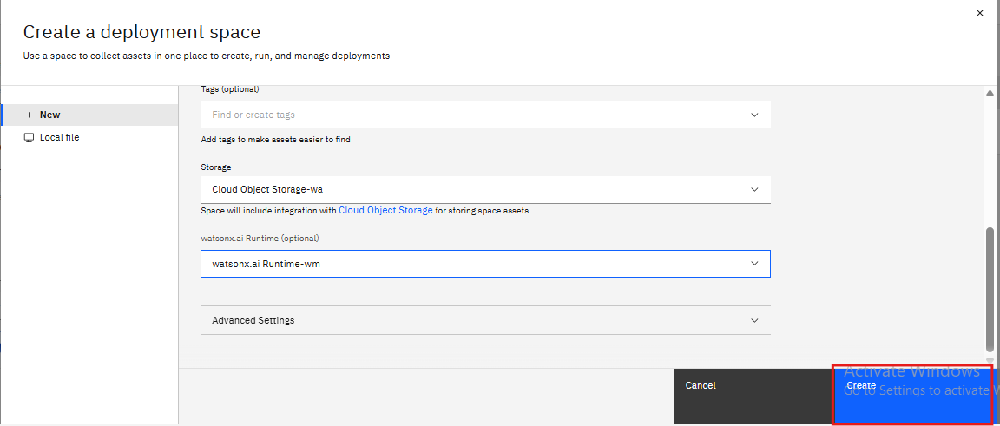 Create a deployment space
Use a space to collect assets in one place to create, run, and manage deployments
New
Local file
Tags (optional)
Find or create tags
Add tags to make assets easier to find
Storage
Cloud Object Storage-wa
Space will include integration with Cloud Object Storage for storing space assets.
watsonx.ai Runtime (optional)
watsonx.ai Runtime-wm
Advanced Settings
Cancel
Create
Activate Windows
Go to Settings to activate W